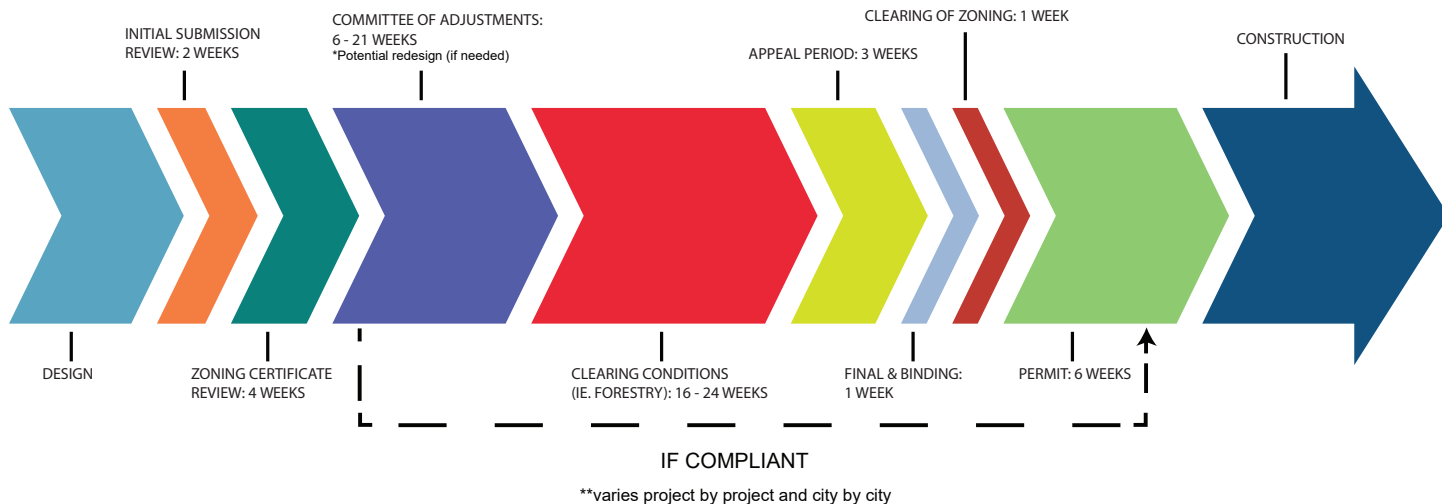 INITIAL SUBMISSION
REVIEW: 2 WEEKS
COMMITTEE OF ADJUSTMENTS:
6 - 21 WEEKS
*Potential redesign (if needed)
APPEAL PERIOD: 3 WEEKS
CLEARING OF ZONING: 1 WEEK
CONSTRUCTION
DESIGN
ZONING CERTIFICATE
REVIEW: 4 WEEKS
CLEARING CONDITIONS
(IE. FORESTRY): 16 - 24 WEEKS
FINAL & BINDING:
1 WEEK
PERMIT: 6 WEEKS
IF COMPLIANT
**varies project by project and city by city